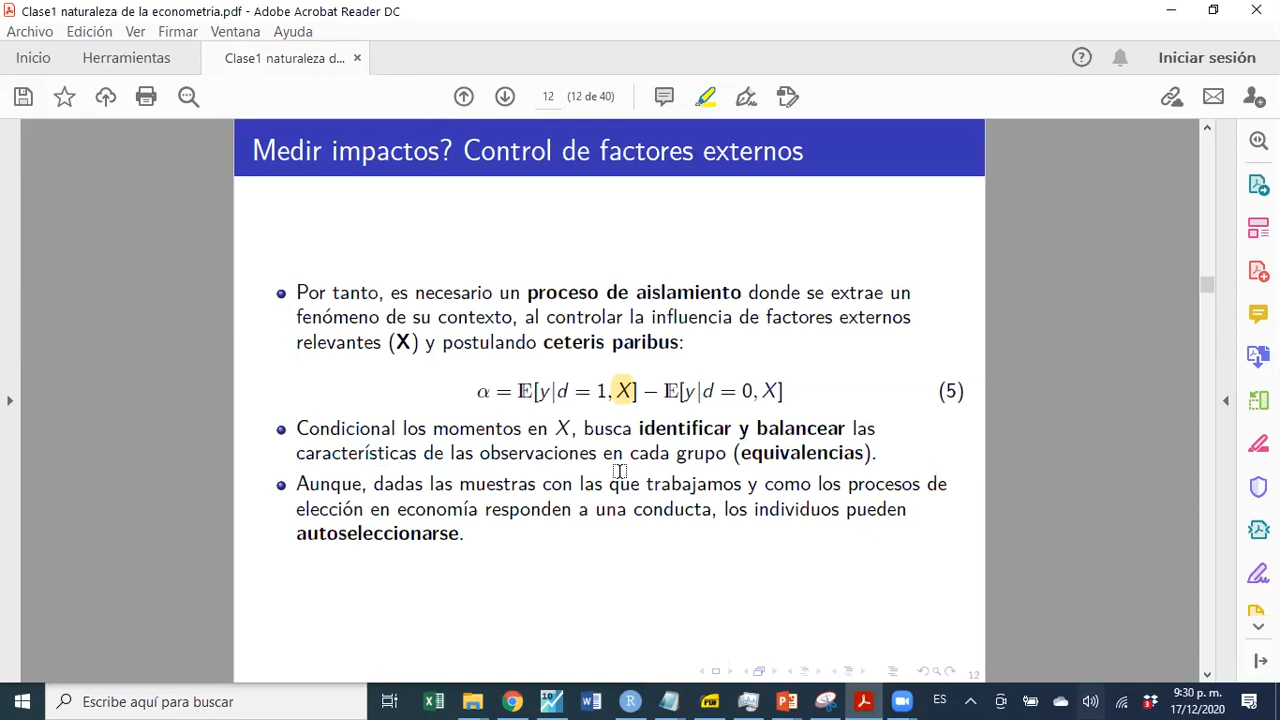 Clase1 naturaleza de la econometria.pdf - Adobe Acrobat Reader DC
Archivo Edición Ver Firmar Ventana Ayuda
Inicio Herramientas Clase1 naturaleza d... × Iniciar sesión
12 (12 de 40)
Medir impactos? Control de factores externos
Por tanto, es necesario un proceso de aislamiento donde se extrae un
fenómeno de su contexto, al controlar la influencia de factores externos
relevantes (X) y postulando ceteris paribus:
α = 𝔼[y|d = 1, X] − 𝔼[y|d = 0, X] (5)
Condicional los momentos en X, busca identificar y balancear las
características de las observaciones en cada grupo (equivalencias).
Aunque, dadas las muestras con las que trabajamos y como los procesos de
elección en economía responden a una conducta, los individuos pueden
autoseleccionarse.
12
Escribe aquí para buscar
ES
9:30 p. m.
17/12/2020